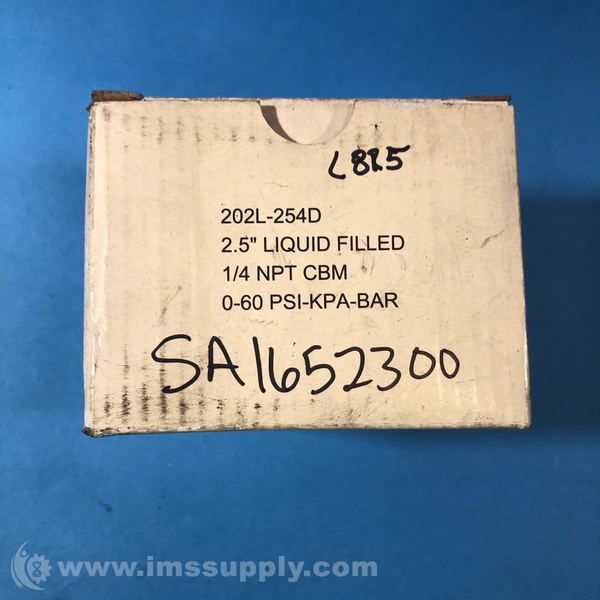 L8R5
202L-254D
2.5" LIQUID FILLED
1/4 NPT CBM
0-60 PSI-KPA-BAR
SA1652300
www.imssupply.com